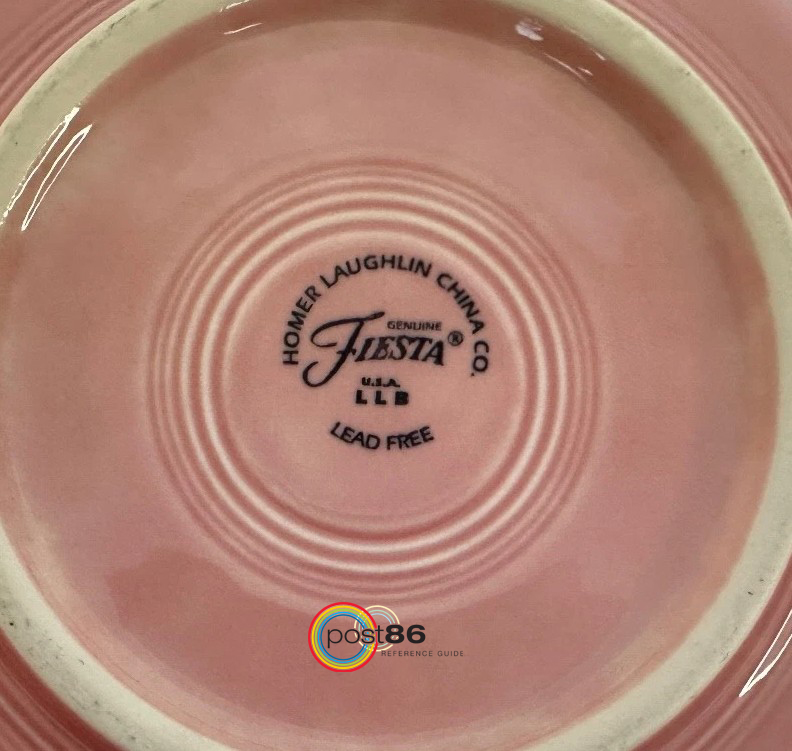 HOMER LAUGHLIN CHINA CO.
GENUINE
FIESTA®
U.S.A.
L L B
LEAD FREE
post86
REFERENCE GUIDE